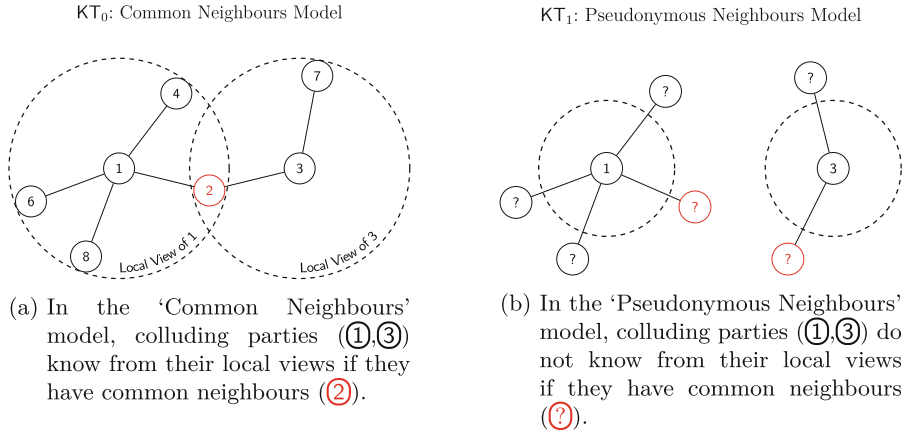 KT₀: Common Neighbours Model
4
7
1
2
3
6
8
Local View of 1
Local View of 3
(a) In the ‘Common Neighbours’
model, colluding parties (1,3)
know from their local views if they
have common neighbours (2).
KT₁: Pseudonymous Neighbours Model
?
?
1
3
?
?
?
?
(b) In the ‘Pseudonymous Neighbours’
model, colluding parties (1,3) do
not know from their local views
if they have common neighbours
(?).